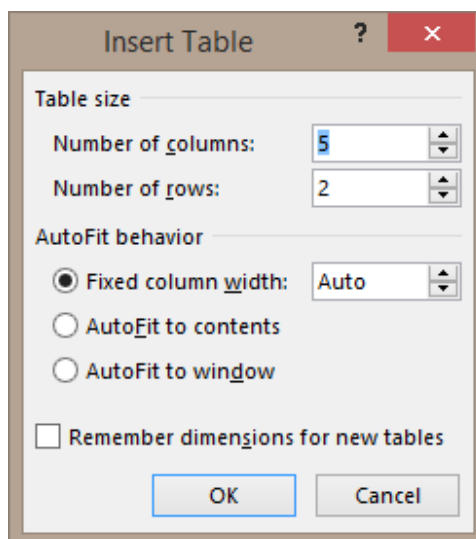 Insert Table ?
Table size
Number of columns: 5
Number of rows: 2
AutoFit behavior
Fixed column width: Auto
AutoFit to contents
AutoFit to window
Remember dimensions for new tables
OK Cancel